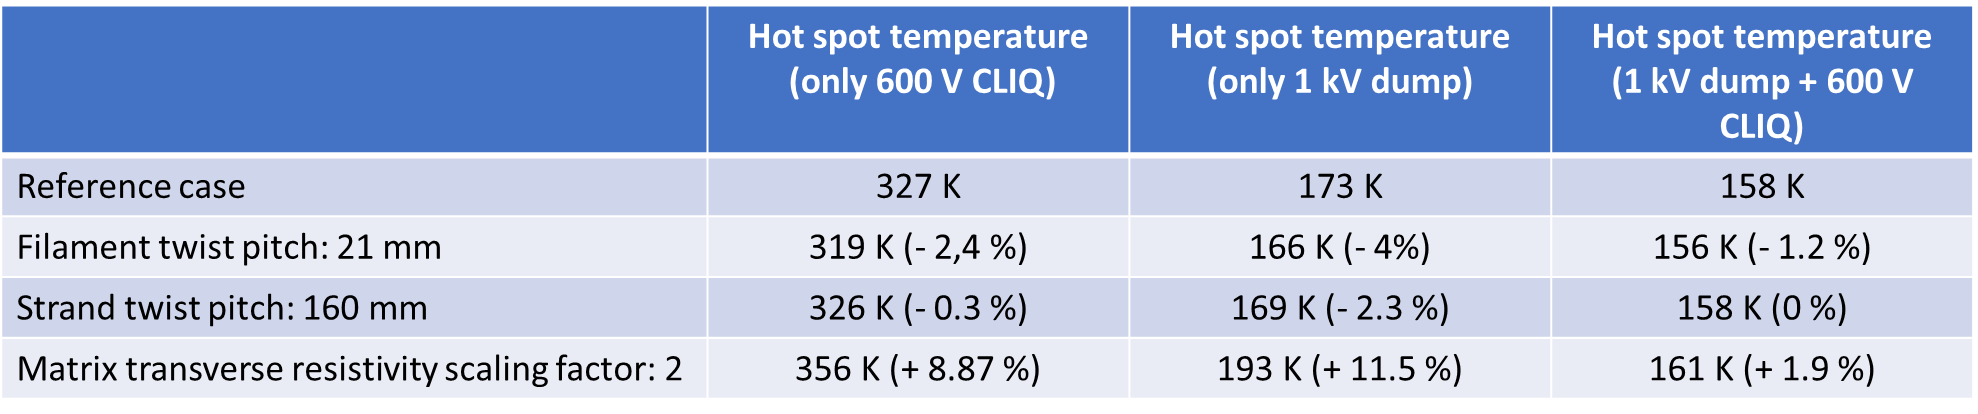 Hot spot temperature
(only 600 V CLIQ)
Hot spot temperature
(only 1 kV dump)
Hot spot temperature
(1 kV dump + 600 V
CLIQ)
Reference case
327 K
173 K
158 K
Filament twist pitch: 21 mm
319 K (- 2,4 %)
166 K (- 4%)
156 K (- 1.2 %)
Strand twist pitch: 160 mm
326 K (- 0.3 %)
169 K (- 2.3 %)
158 K (0 %)
Matrix transverse resistivity scaling factor: 2
356 K (+ 8.87 %)
193 K (+ 11.5 %)
161 K (+ 1.9 %)